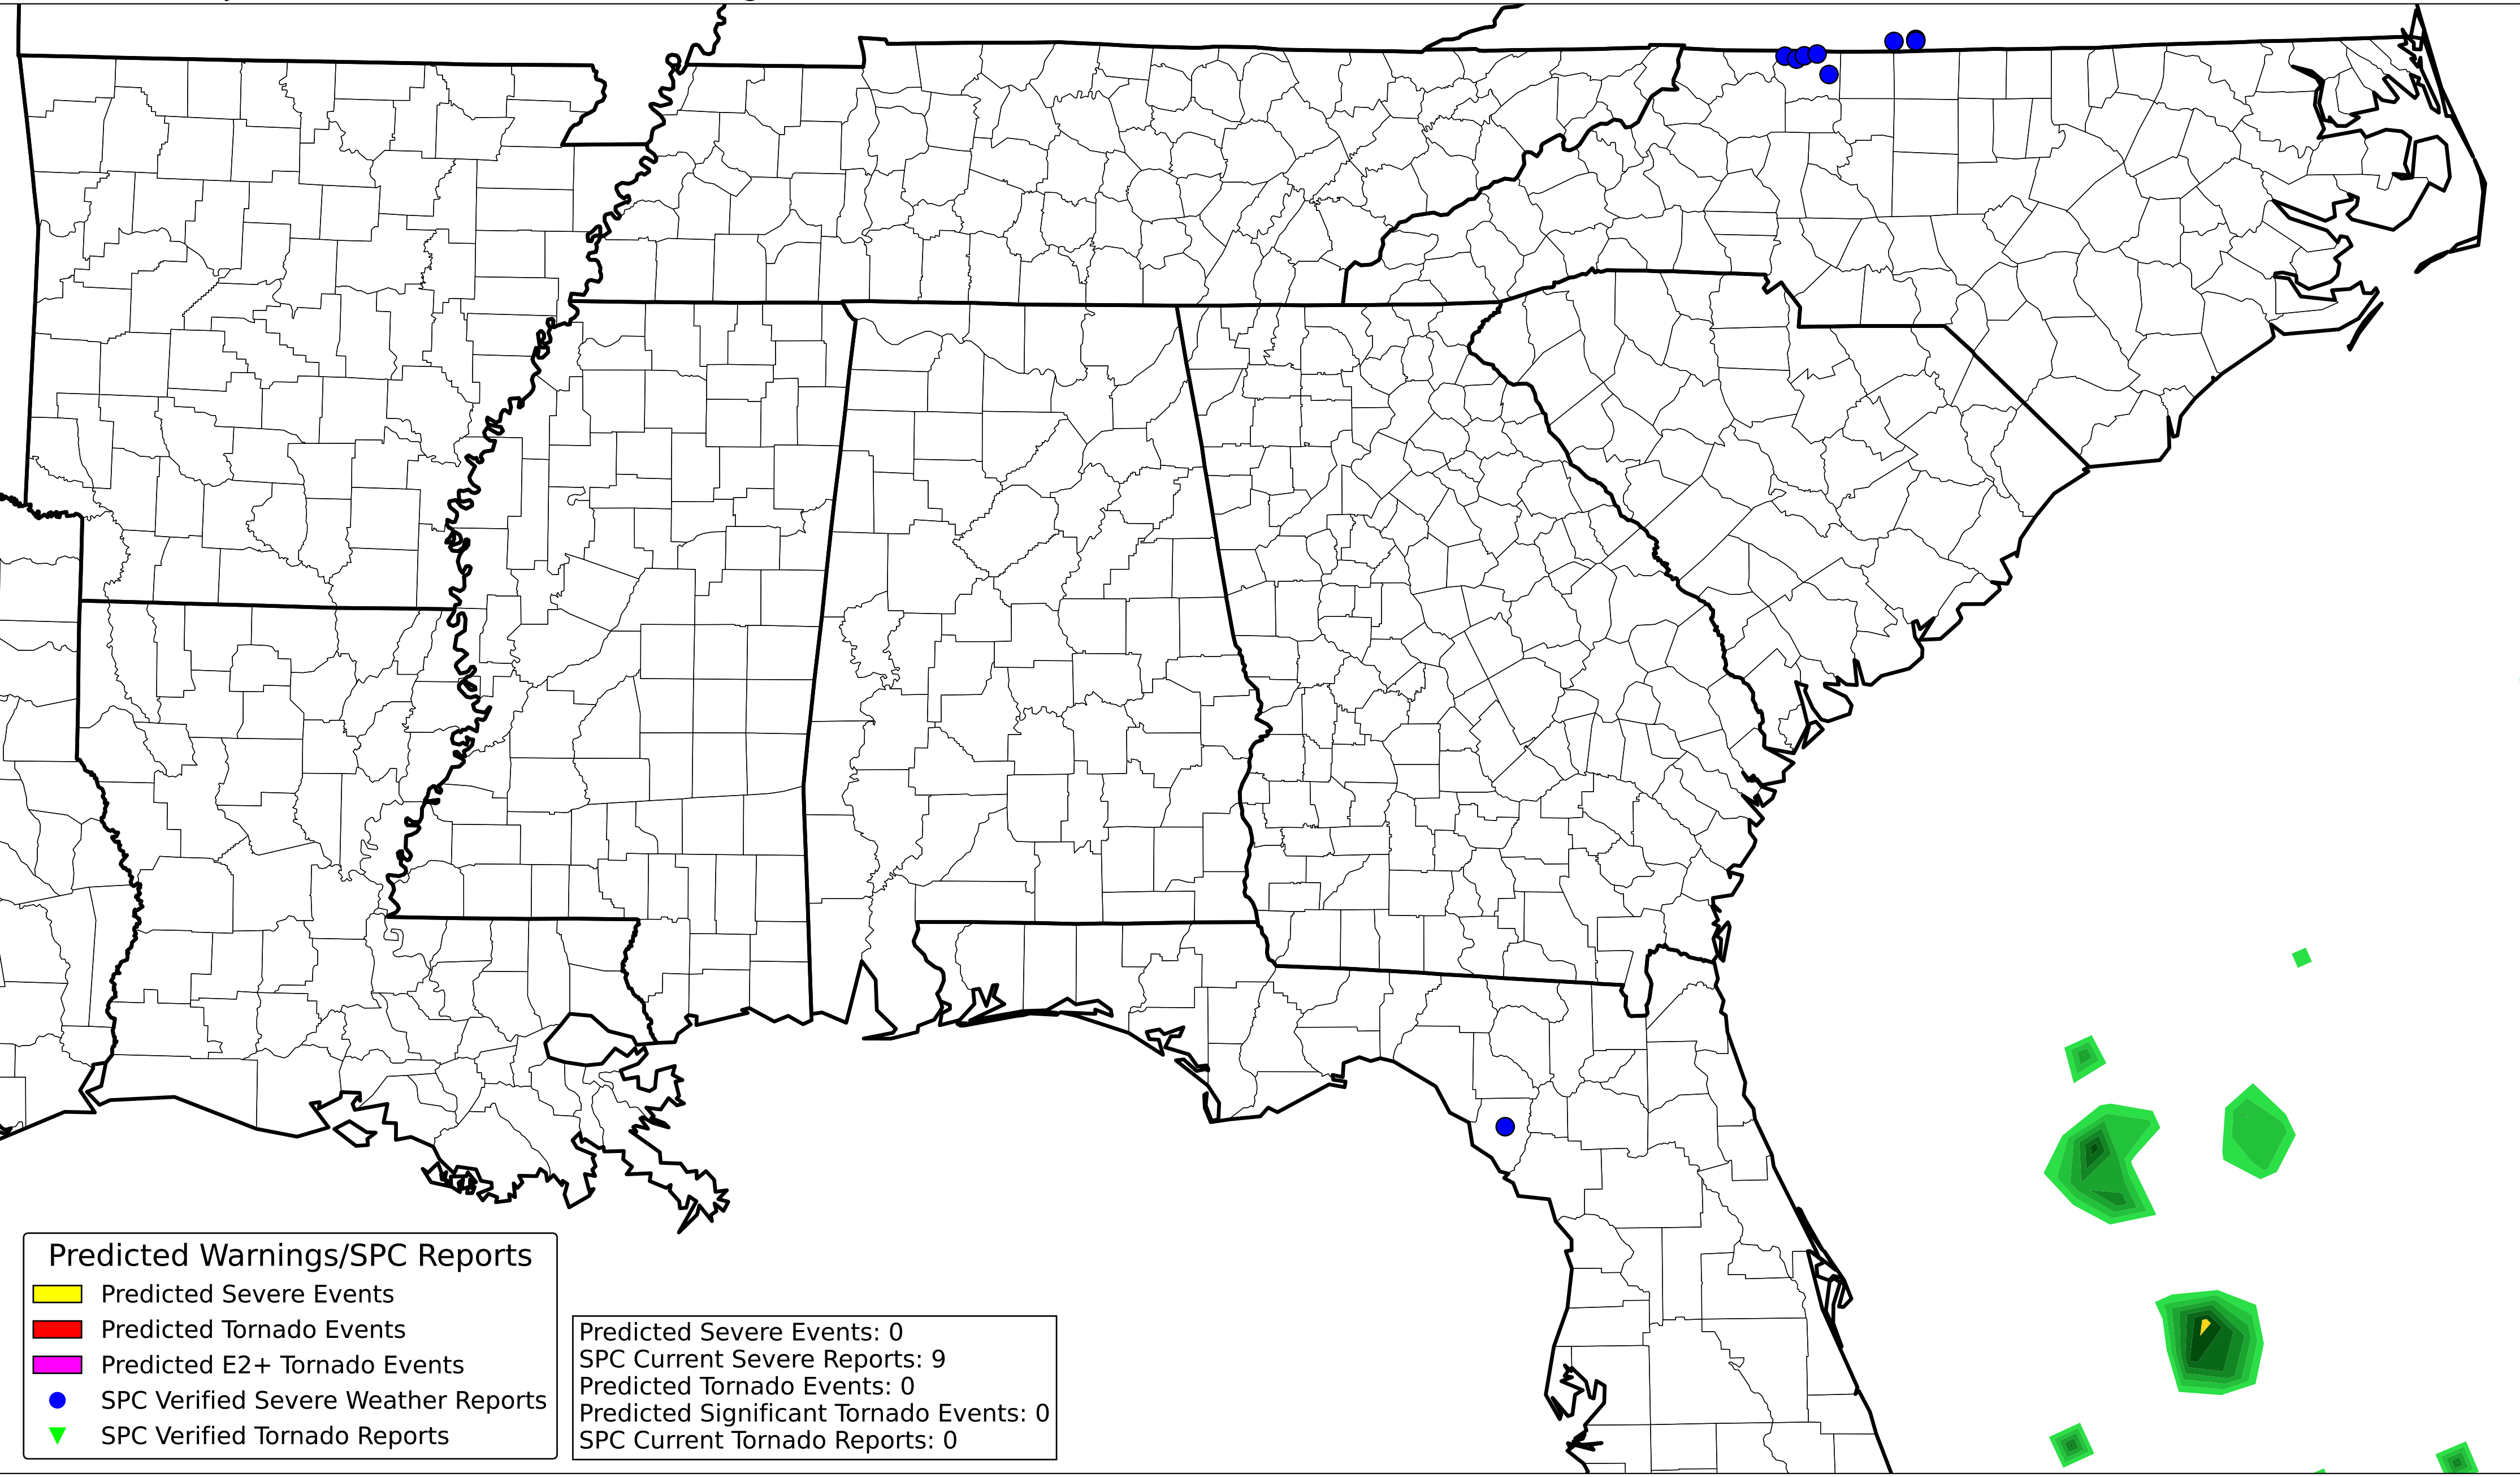 Predicted Warnings/SPC Reports
Predicted Severe Events
Predicted Tornado Events
Predicted E2+ Tornado Events
SPC Verified Severe Weather Reports
SPC Verified Tornado Reports
Predicted Severe Events: 0
SPC Current Severe Reports: 9
Predicted Tornado Events: 0
Predicted Significant Tornado Events: 0
SPC Current Tornado Reports: 0